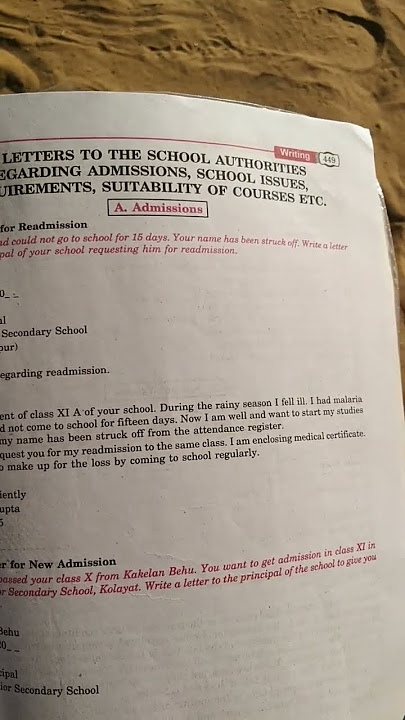 Writing 449
LETTERS TO THE SCHOOL AUTHORITIES
EGARDING ADMISSIONS, SCHOOL ISSUES,
UIREMENTS, SUITABILITY OF COURSES ETC.
A. Admissions
for Readmission
nd could not go to school for 15 days. Your name has been struck off. Write a letter
pal of your school requesting him for readmission.
0_ _
al
Secondary School
pur)
egarding readmission.
ent of class XI A of your school. During the rainy season I fell ill. I had malaria
d not come to school for fifteen days. Now I am well and want to start my studies
my name has been struck off from the attendance register.
quest you for my readmission to the same class. I am enclosing medical certificate.
o make up for the loss by coming to school regularly.
iently
upta
5
er for New Admission
passed your class X from Kakelan Behu. You want to get admission in class XI in
r Secondary School, Kolayat. Write a letter to the principal of the school to give you
Behu
20_ _
cipal
ior Secondary School